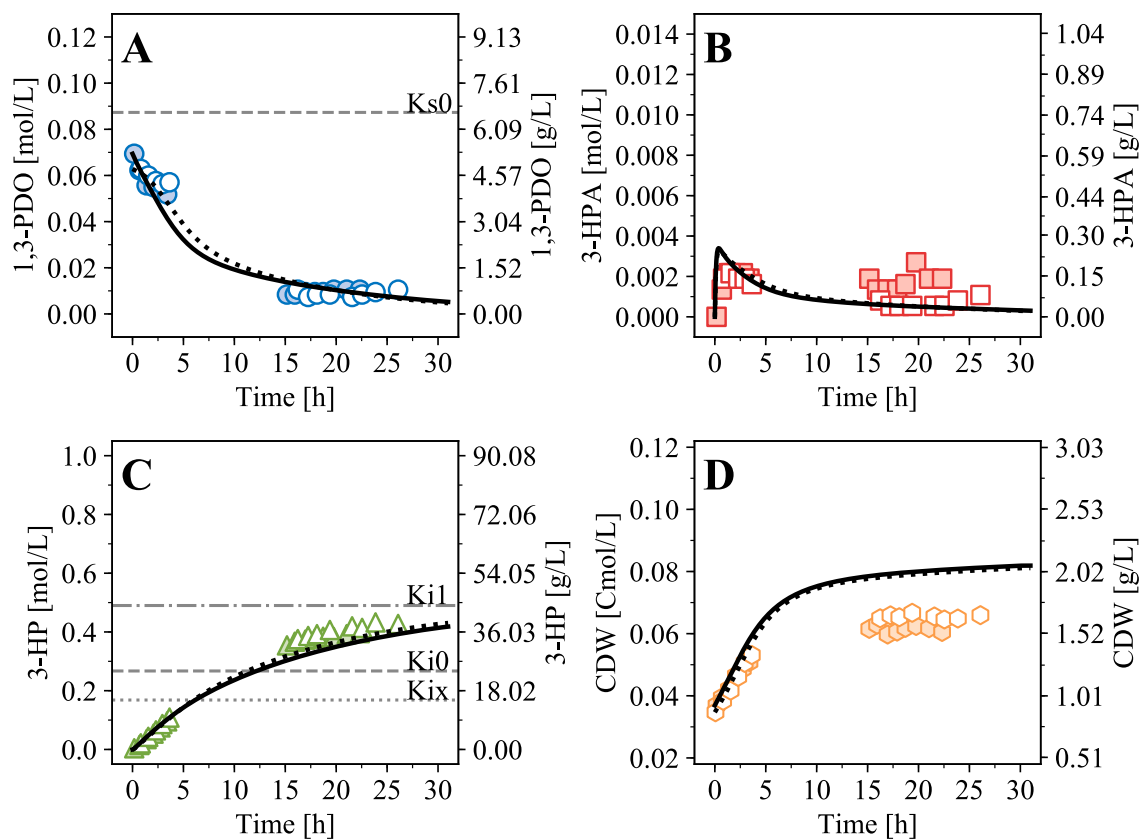 A
1,3-PDO [mol/L]
0.12
0.10
0.08
0.06
0.04
0.02
0.00
Ks0
9.13
7.61
6.09
4.57
3.04
1.52
0.00
1,3-PDO [g/L]
0 5 10 15 20 25 30
Time [h]
B
3-HPA [mol/L]
0.014
0.012
0.010
0.008
0.006
0.004
0.002
0.000
1.04
0.89
0.74
0.59
0.44
0.30
0.15
0.00
3-HPA [g/L]
0 5 10 15 20 25 30
Time [h]
C
3-HP [mol/L]
1.0
0.8
0.6
0.4
0.2
0.0
Ki1
Ki0
Kix
90.08
72.06
54.05
36.03
18.02
0.00
3-HP [g/L]
0 5 10 15 20 25 30
Time [h]
D
CDW [Cmol/L]
0.12
0.10
0.08
0.06
0.04
0.02
3.03
2.53
2.02
1.52
1.01
0.51
CDW [g/L]
0 5 10 15 20 25 30
Time [h]